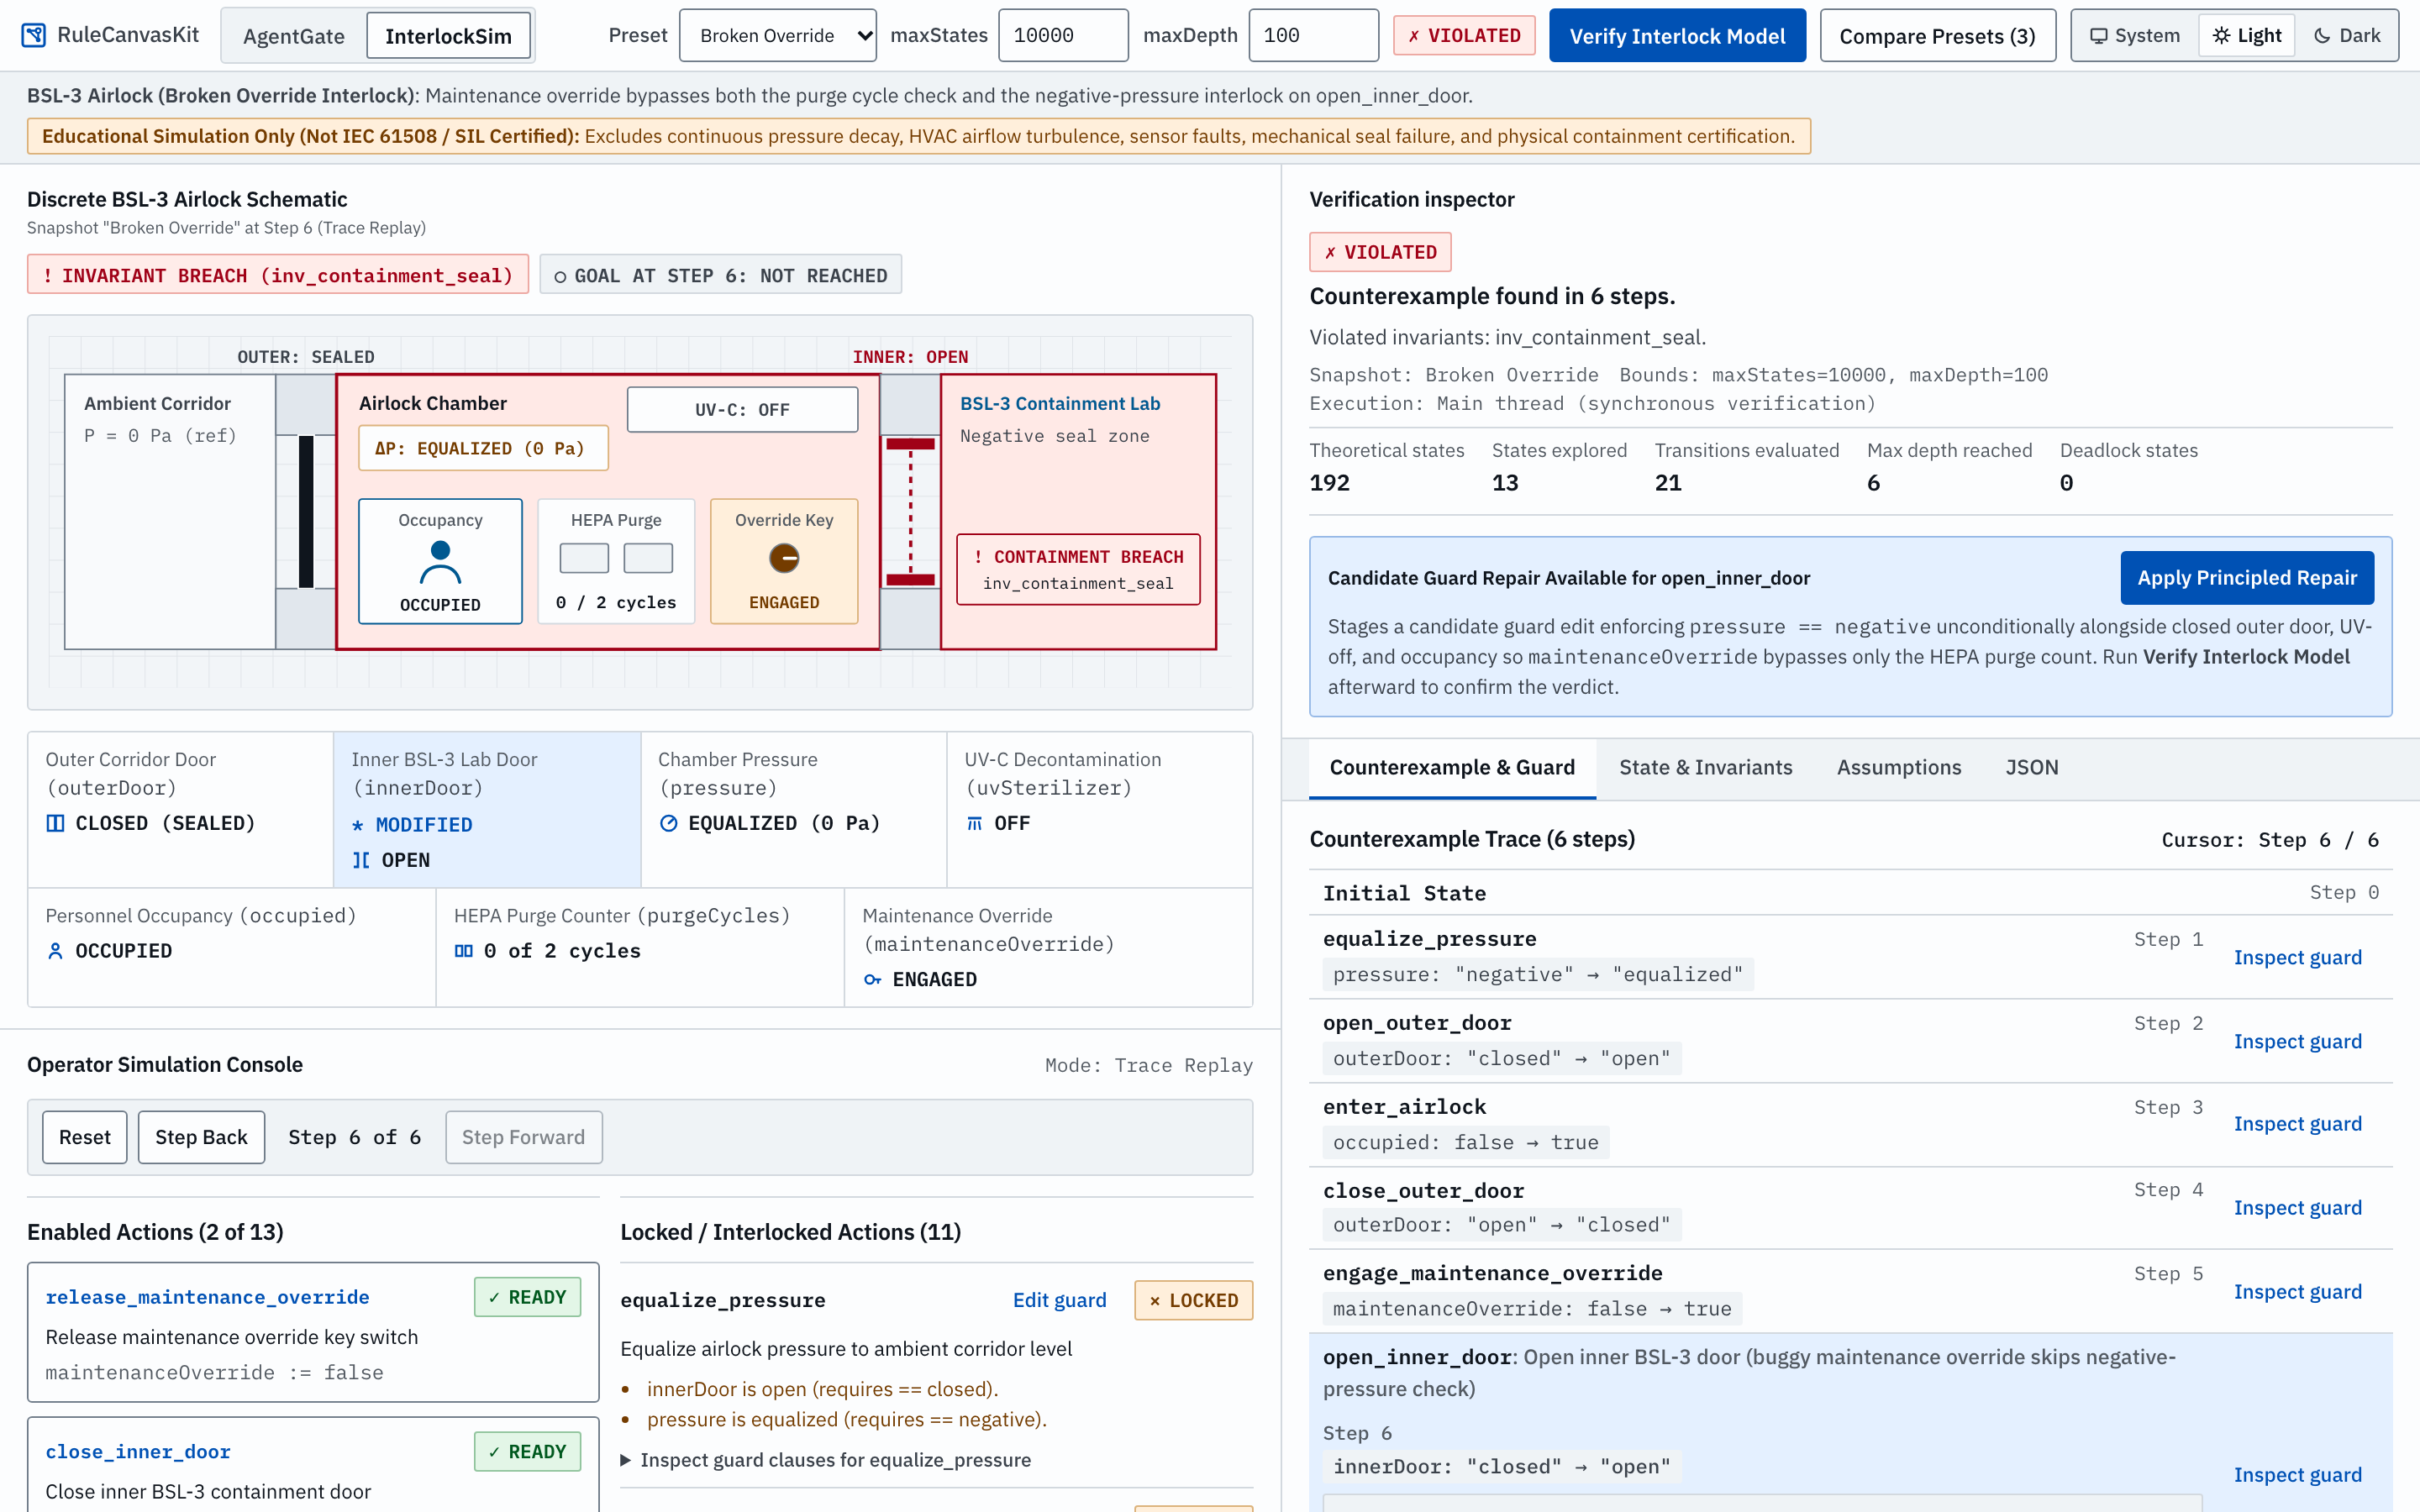 RuleCanvasKit
AgentGate
InterlockSim
Preset
Broken Override
maxStates
10000
maxDepth
100
✗ VIOLATED
Verify Interlock Model
Compare Presets (3)
System
Light
Dark
BSL-3 Airlock (Broken Override Interlock): Maintenance override bypasses both the purge cycle check and the negative-pressure interlock on open_inner_door.
Educational Simulation Only (Not IEC 61508 / SIL Certified): Excludes continuous pressure decay, HVAC airflow turbulence, sensor faults, mechanical seal failure, and physical containment certification.
Discrete BSL-3 Airlock Schematic
Snapshot "Broken Override" at Step 6 (Trace Replay)
! INVARIANT BREACH (inv_containment_seal)
○ GOAL AT STEP 6: NOT REACHED
OUTER: SEALED
INNER: OPEN
Ambient Corridor
P = 0 Pa (ref)
Airlock Chamber
UV-C: OFF
ΔP: EQUALIZED (0 Pa)
Occupancy
OCCUPIED
HEPA Purge
0 / 2 cycles
Override Key
ENGAGED
BSL-3 Containment Lab
Negative seal zone
! CONTAINMENT BREACH
inv_containment_seal
Outer Corridor Door
(outerDoor)
CLOSED (SEALED)
Inner BSL-3 Lab Door
(innerDoor)
* MODIFIED
OPEN
Chamber Pressure
(pressure)
EQUALIZED (0 Pa)
UV-C Decontamination
(uvSterilizer)
OFF
Personnel Occupancy (occupied)
OCCUPIED
HEPA Purge Counter (purgeCycles)
0 of 2 cycles
Maintenance Override
(maintenanceOverride)
ENGAGED
Operator Simulation Console
Mode: Trace Replay
Reset
Step Back
Step 6 of 6
Step Forward
Enabled Actions (2 of 13)
release_maintenance_override
✓ READY
Release maintenance override key switch
maintenanceOverride := false
close_inner_door
✓ READY
Close inner BSL-3 containment door
Locked / Interlocked Actions (11)
equalize_pressure
Edit guard
× LOCKED
Equalize airlock pressure to ambient corridor level
• innerDoor is open (requires == closed).
• pressure is equalized (requires == negative).
▶ Inspect guard clauses for equalize_pressure
Verification inspector
✗ VIOLATED
Counterexample found in 6 steps.
Violated invariants: inv_containment_seal.
Snapshot: Broken Override Bounds: maxStates=10000, maxDepth=100
Execution: Main thread (synchronous verification)
Theoretical states
192
States explored
13
Transitions evaluated
21
Max depth reached
6
Deadlock states
0
Candidate Guard Repair Available for open_inner_door
Apply Principled Repair
Stages a candidate guard edit enforcing pressure == negative unconditionally alongside closed outer door, UV-
off, and occupancy so maintenanceOverride bypasses only the HEPA purge count. Run Verify Interlock Model
afterward to confirm the verdict.
Counterexample & Guard
State & Invariants
Assumptions
JSON
Counterexample Trace (6 steps)
Cursor: Step 6 / 6
Initial State
Step 0
equalize_pressure
Step 1
Inspect guard
pressure: "negative" → "equalized"
open_outer_door
Step 2
Inspect guard
outerDoor: "closed" → "open"
enter_airlock
Step 3
Inspect guard
occupied: false → true
close_outer_door
Step 4
Inspect guard
outerDoor: "open" → "closed"
engage_maintenance_override
Step 5
Inspect guard
maintenanceOverride: false → true
open_inner_door: Open inner BSL-3 door (buggy maintenance override skips negative-
pressure check)
Step 6
innerDoor: "closed" → "open"
Inspect guard